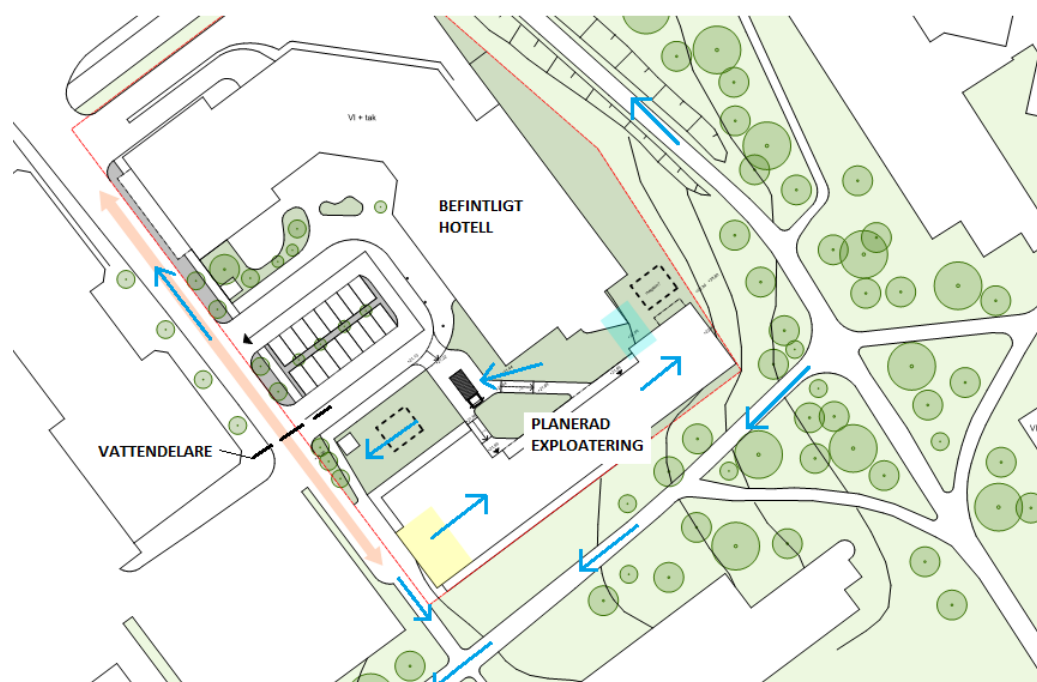 VI + tak
BEFINTLIGT
HOTELL
PLANERAD
EXPLOATERING
VATTENDELARE